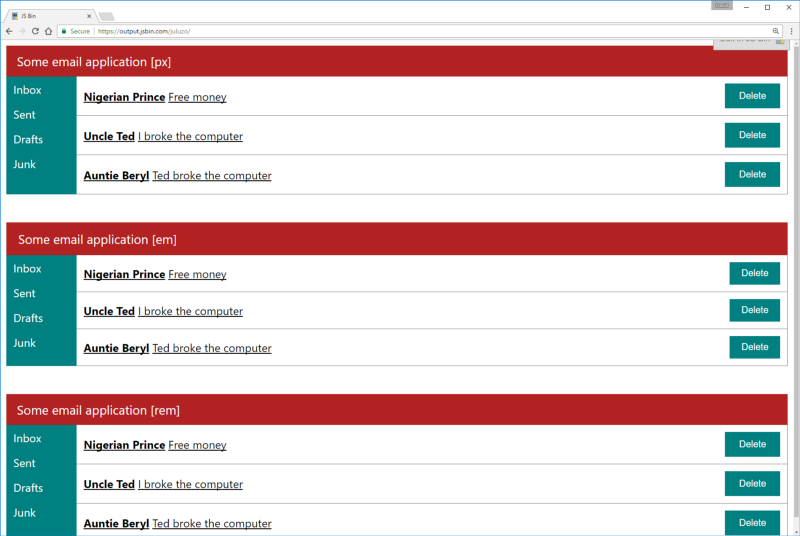 JS Bin
Secure | https://output.jsbin.com/juluzo/
Some email application [px]
Inbox
Sent
Drafts
Junk
Nigerian Prince Free money Delete
Uncle Ted I broke the computer Delete
Auntie Beryl Ted broke the computer Delete
Some email application [em]
Inbox
Sent
Drafts
Junk
Nigerian Prince Free money Delete
Uncle Ted I broke the computer Delete
Auntie Beryl Ted broke the computer Delete
Some email application [rem]
Inbox
Sent
Drafts
Junk
Nigerian Prince Free money Delete
Uncle Ted I broke the computer Delete
Auntie Beryl Ted broke the computer Delete